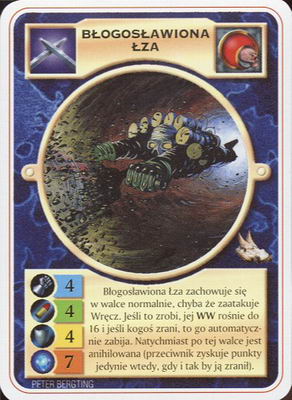 BŁOGOSŁAWIONA
ŁZA
4
4
4
7
Błogosławiona Łza zachowuje się
w walce normalnie, chyba że zaatakuje
Wręcz. Jeśli to zrobi, jej WW rośnie do
16 i jeśli kogoś zrani, to go automatycz-
nie zabija. Natychmiast po tej walce jest
anihilowana (przeciwnik zyskuje punkty
jedynie wtedy, gdy i tak by ją zranił).
PETER BERGTING